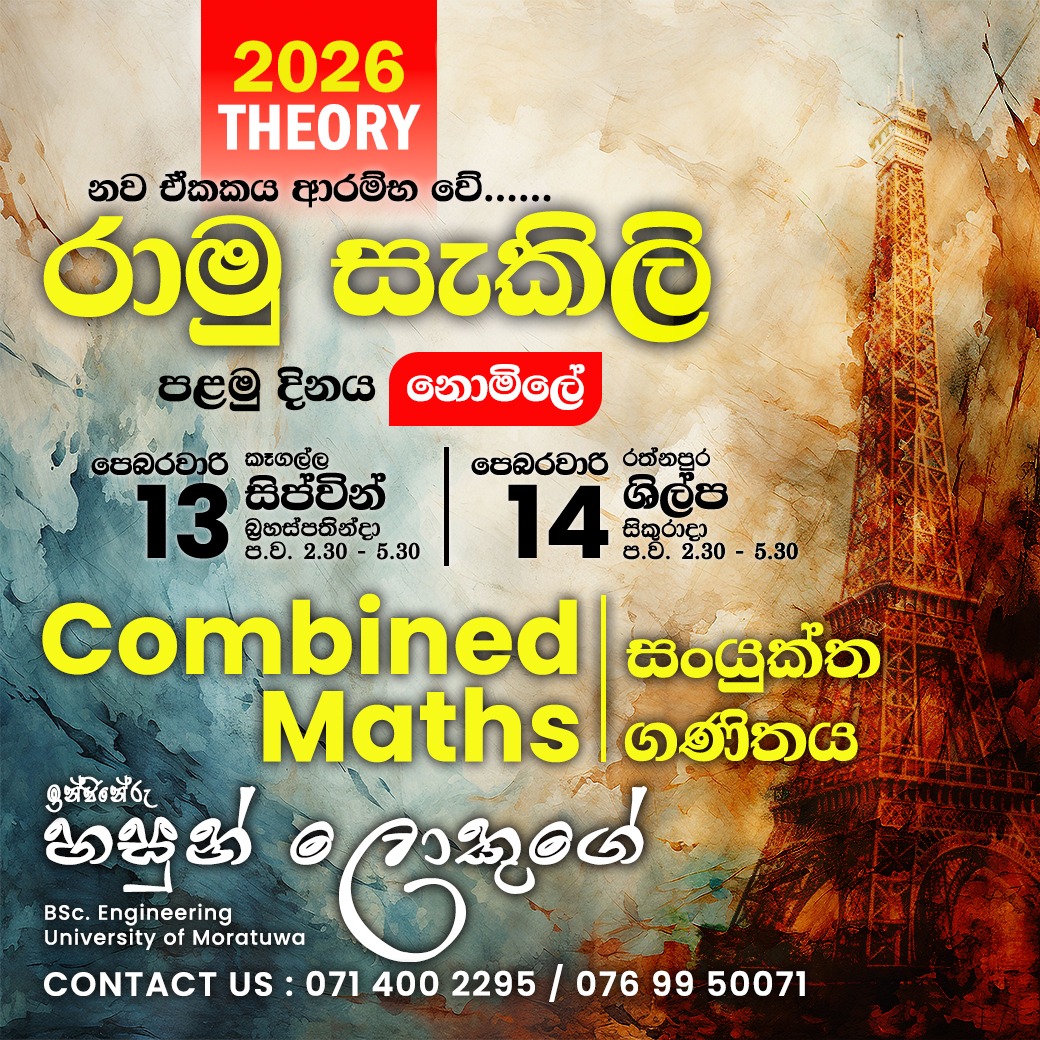 2026
THEORY
නව ඒකකය ආරම්භ වේ......
රාමු සැකිලි
පළමු දිනය නොමිලේ
පෙබරවාරි
13
කෑගල්ල
සිප්වින්
බ්‍රහස්පතින්දා
ප.ව. 2.30 - 5.30
පෙබරවාරි
14
රත්නපුර
ශිල්ප
සිකුරාදා
ප.ව. 2.30 - 5.30
Combined
Maths
සංයුක්ත
ගණිතය
ඉන්ජිනේරු
හසුන් ලොකුගේ
BSc. Engineering
University of Moratuwa
CONTACT US : 071 400 2295 / 076 99 50071